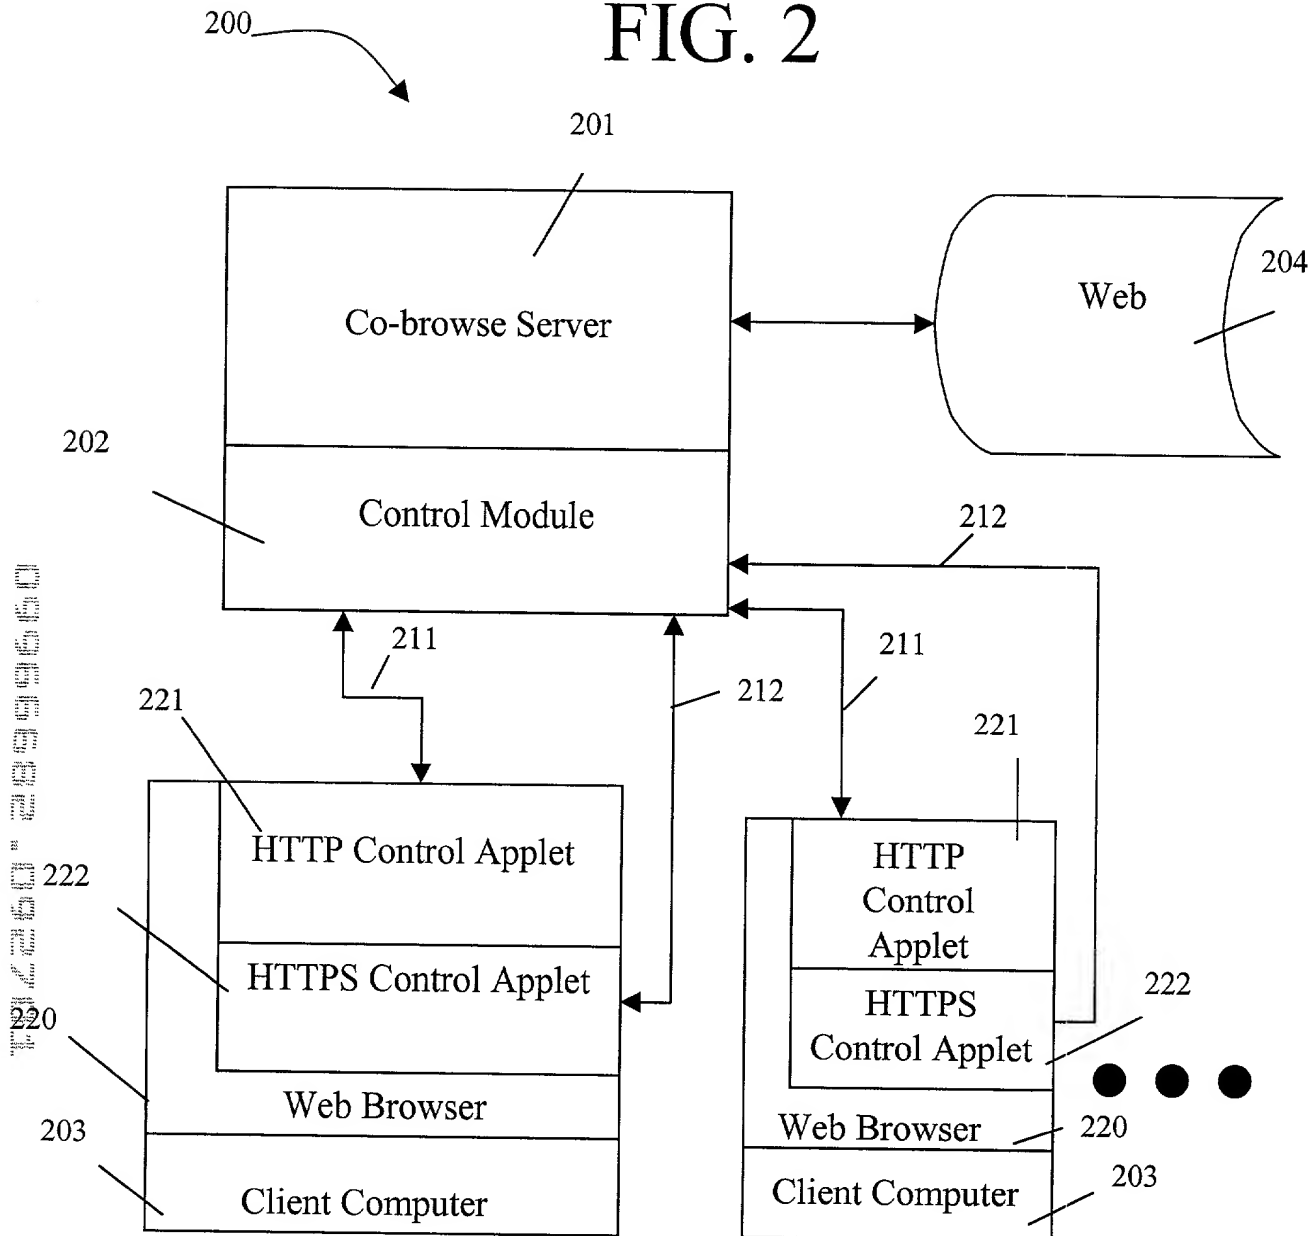 FIG. 2
200
201
204
Web
Co-browse Server
202
Control Module
212
211
211
212
221
221
HTTP Control Applet
HTTP
Control
Applet
222
HTTPS Control Applet
HTTPS
Control Applet
222
220
Web Browser
Web Browser
220
203
Client Computer
Client Computer
203